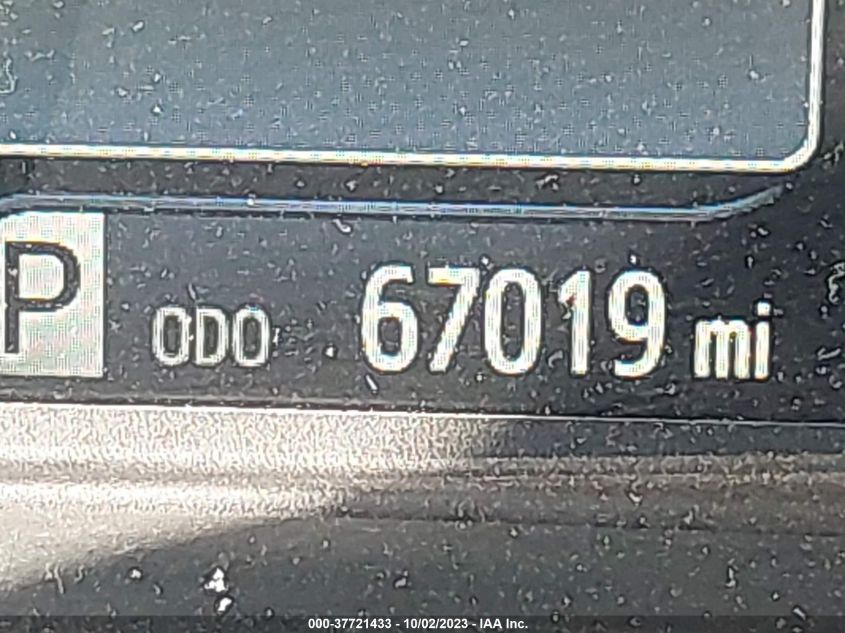 P ODO 67019 mi
000-37721433 - 10/02/2023 - IAA Inc.